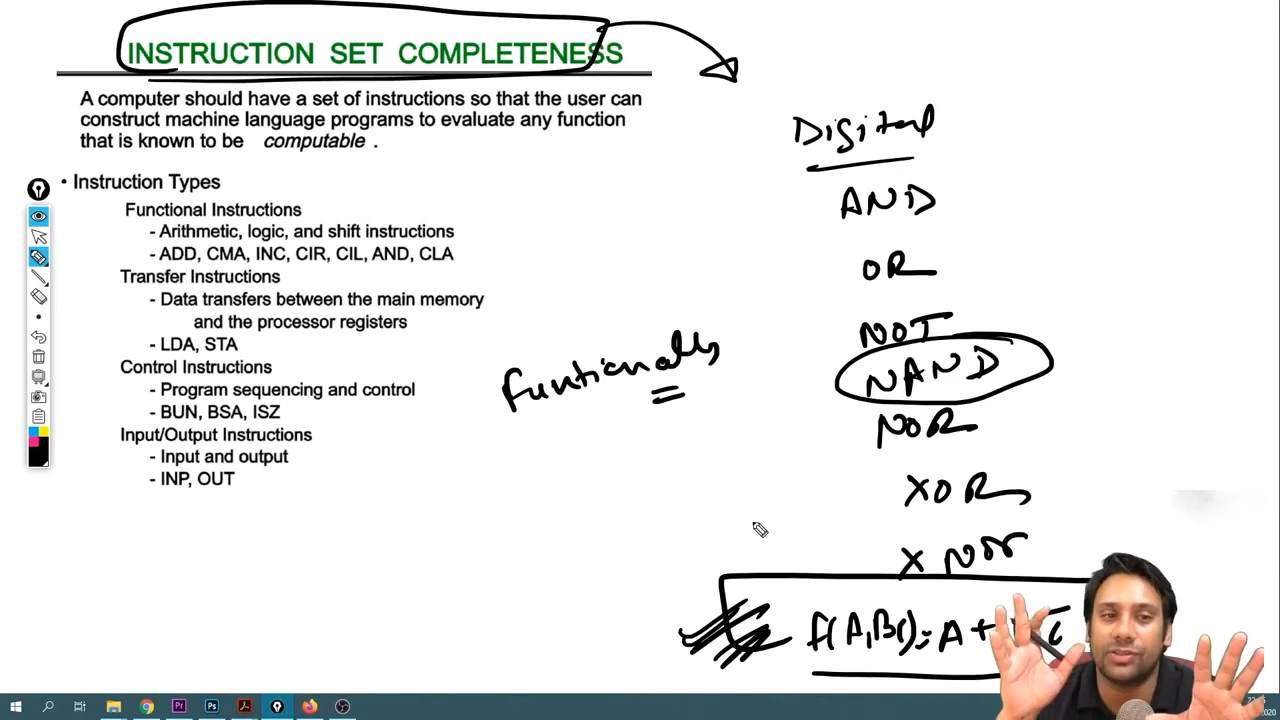 INSTRUCTION SET COMPLETENESS
A computer should have a set of instructions so that the user can
construct machine language programs to evaluate any function
that is known to be computable .
• Instruction Types
Functional Instructions
- Arithmetic, logic, and shift instructions
- ADD, CMA, INC, CIR, CIL, AND, CLA
Transfer Instructions
- Data transfers between the main memory
and the processor registers
- LDA, STA
Control Instructions
- Program sequencing and control
- BUN, BSA, ISZ
Input/Output Instructions
- Input and output
- INP, OUT
Digital
AND
OR
NOT
NAND
NOR
XOR
XNOR
Funtionally
f(A,BC)=A+